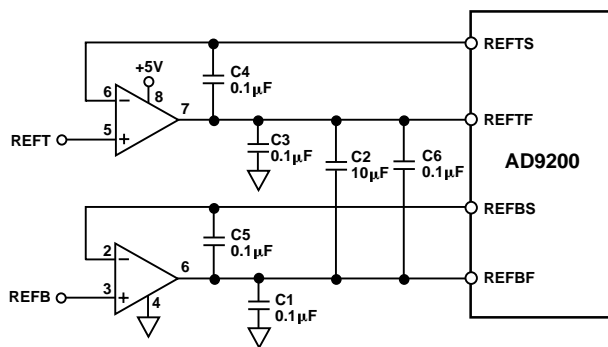 REFTS
+5V
C4
0.1µF
6
8
7
REFTF
REFT
5
C3
0.1µF
C2
10µF
C6
0.1µF
AD9200
REFBS
C5
0.1µF
2
6
REFBF
REFB
3
4
C1
0.1µF